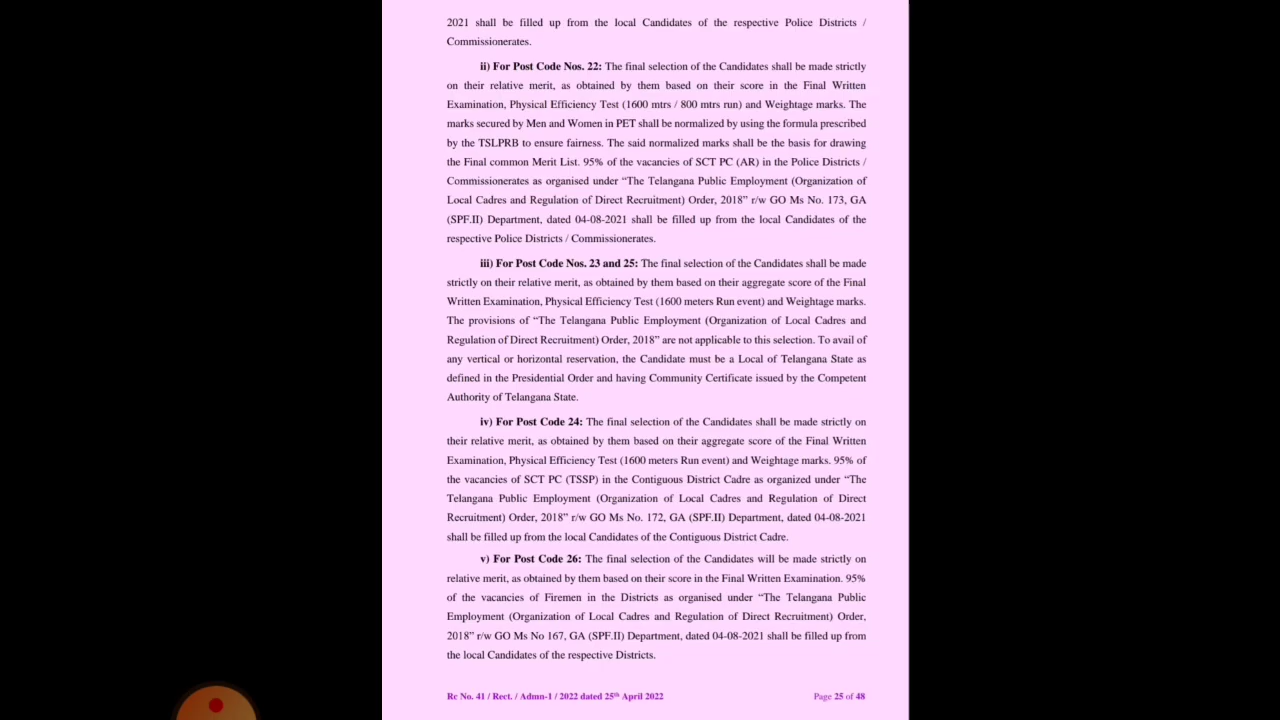 2021 shall be filled up from the local Candidates of the respective Police Districts /
Commissionerates.
ii) For Post Code Nos. 22: The final selection of the Candidates shall be made strictly
on their relative merit, as obtained by them based on their score in the Final Written
Examination, Physical Efficiency Test (1600 mtrs / 800 mtrs run) and Weightage marks. The
marks secured by Men and Women in PET shall be normalized by using the formula prescribed
by the TSLPRB to ensure fairness. The said normalized marks shall be the basis for drawing
the Final common Merit List. 95% of the vacancies of SCT PC (AR) in the Police Districts /
Commissionerates as organised under “The Telangana Public Employment (Organization of
Local Cadres and Regulation of Direct Recruitment) Order, 2018” r/w GO Ms No. 173, GA
(SPF.II) Department, dated 04-08-2021 shall be filled up from the local Candidates of the
respective Police Districts / Commissionerates.
iii) For Post Code Nos. 23 and 25: The final selection of the Candidates shall be made
strictly on their relative merit, as obtained by them based on their aggregate score of the Final
Written Examination, Physical Efficiency Test (1600 meters Run event) and Weightage marks.
The provisions of “The Telangana Public Employment (Organization of Local Cadres and
Regulation of Direct Recruitment) Order, 2018” are not applicable to this selection. To avail of
any vertical or horizontal reservation, the Candidate must be a Local of Telangana State as
defined in the Presidential Order and having Community Certificate issued by the Competent
Authority of Telangana State.
iv) For Post Code 24: The final selection of the Candidates shall be made strictly on
their relative merit, as obtained by them based on their aggregate score of the Final Written
Examination, Physical Efficiency Test (1600 meters Run event) and Weightage marks. 95% of
the vacancies of SCT PC (TSSP) in the Contiguous District Cadre as organized under “The
Telangana Public Employment (Organization of Local Cadres and Regulation of Direct
Recruitment) Order, 2018” r/w GO Ms No. 172, GA (SPF.II) Department, dated 04-08-2021
shall be filled up from the local Candidates of the Contiguous District Cadre.
v) For Post Code 26: The final selection of the Candidates will be made strictly on
relative merit, as obtained by them based on their score in the Final Written Examination. 95%
of the vacancies of Firemen in the Districts as organised under “The Telangana Public
Employment (Organization of Local Cadres and Regulation of Direct Recruitment) Order,
2018” r/w GO Ms No 167, GA (SPF.II) Department, dated 04-08-2021 shall be filled up from
the local Candidates of the respective Districts.
Rc No. 41 / Rect. / Admn-1 / 2022 dated 25th April 2022 Page 25 of 48